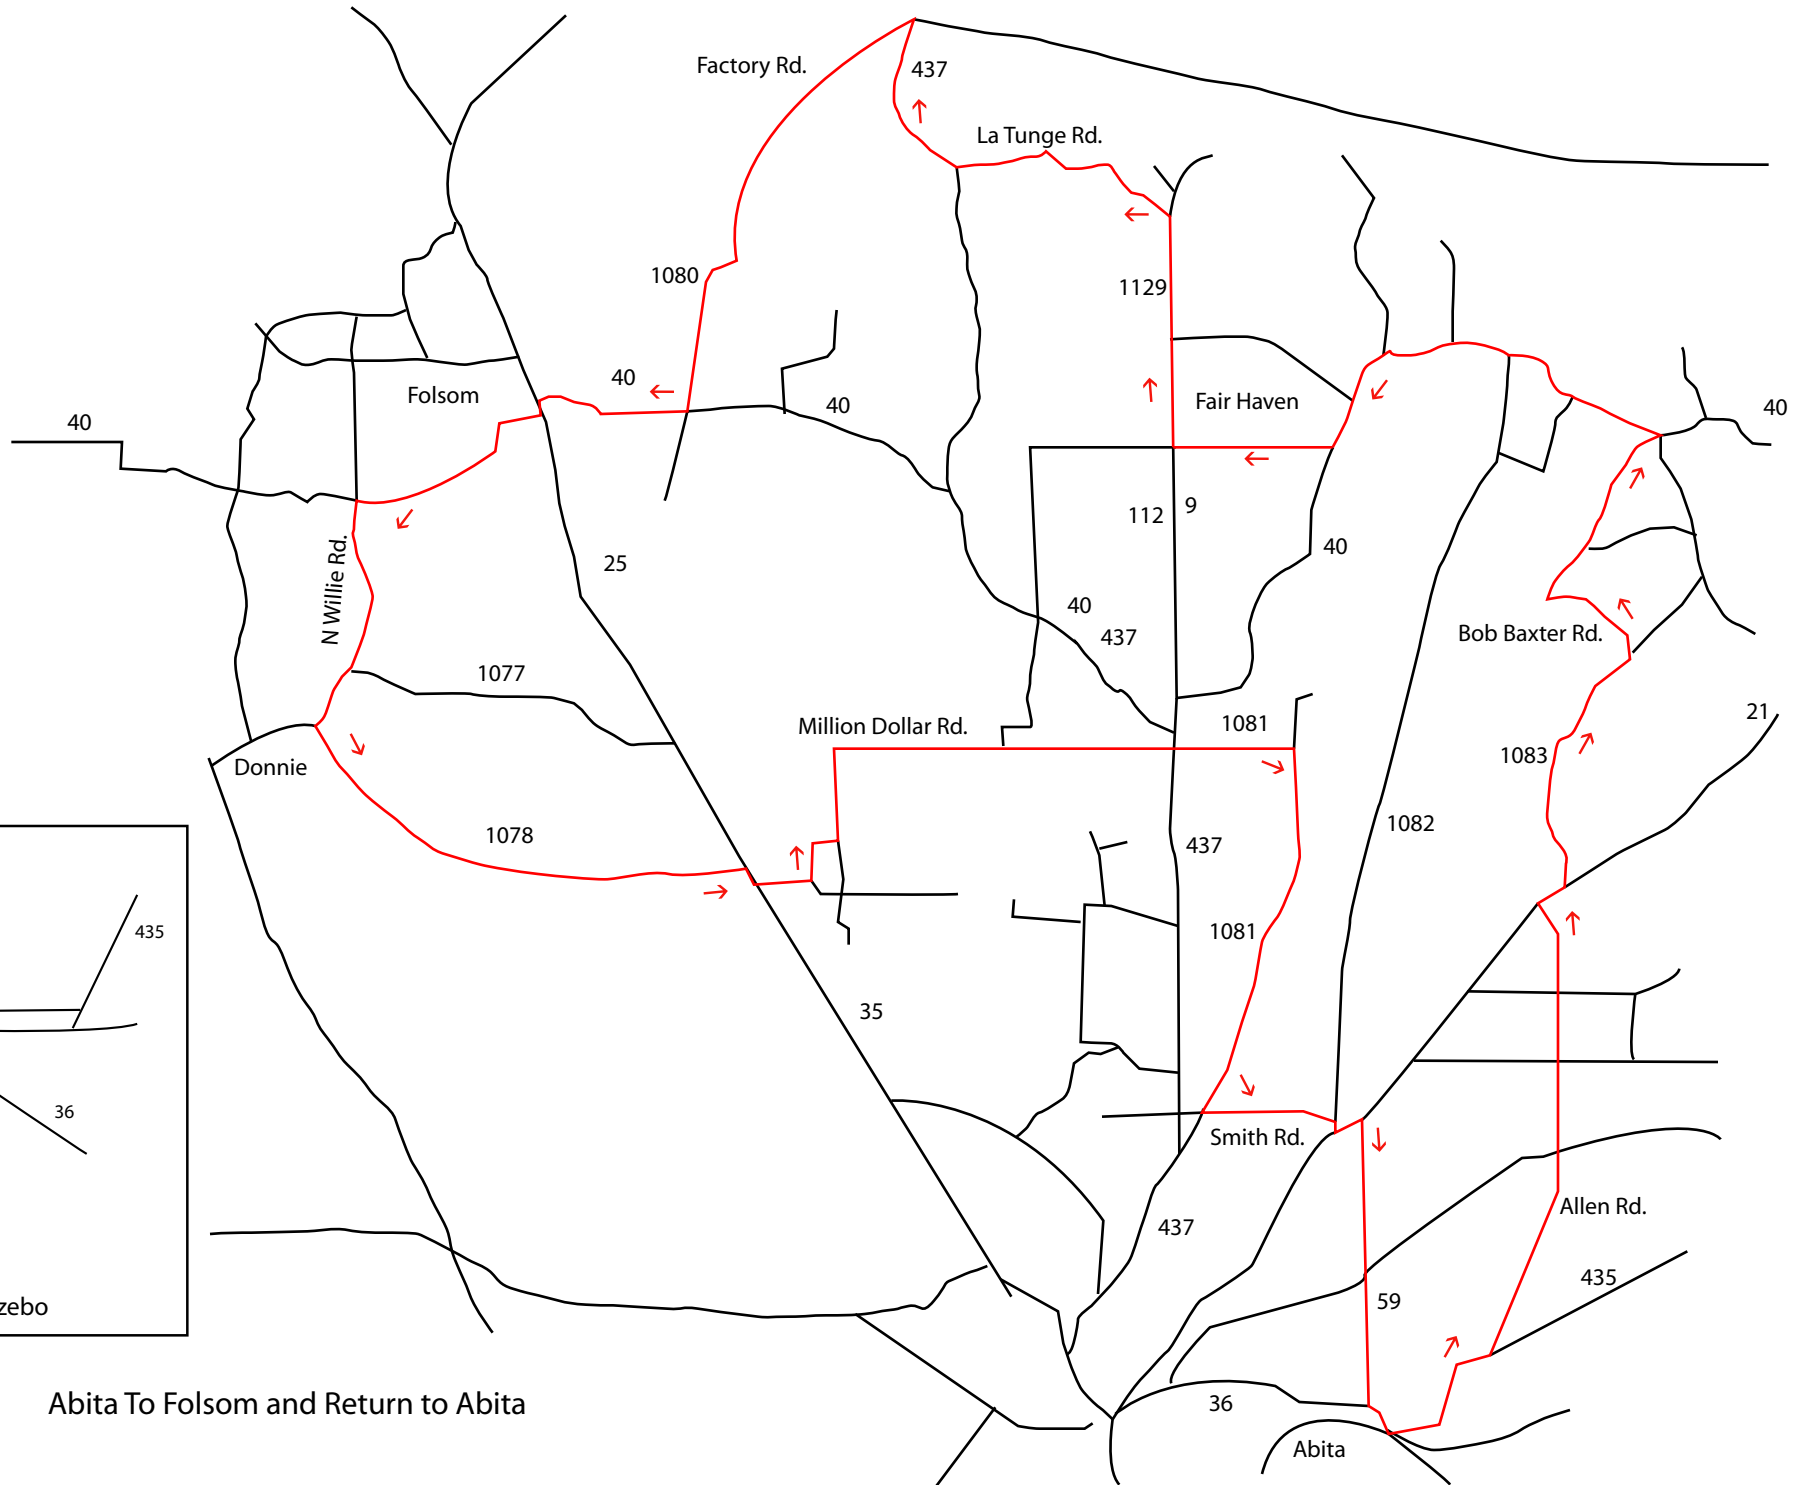 Factory Rd.
437
La Tunge Rd.
1080
1129
40
Folsom
40
40
Fair Haven
40
40
112
9
40
25
N Willie Rd.
40
437
Bob Baxter Rd.
1077
Million Dollar Rd.
1081
21
Donnie
1083
1078
437
1082
435
1081
35
36
Smith Rd.
437
Allen Rd.
435
59
zebo
Abita To Folsom and Return to Abita
36
Abita